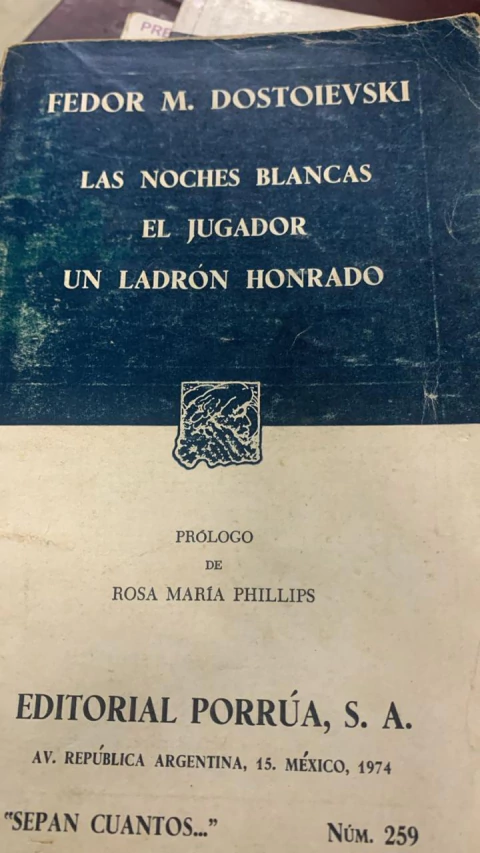 PRE
FEDOR M. DOSTOIEVSKI
LAS NOCHES BLANCAS
EL JUGADOR
UN LADRÓN HONRADO
PRÓLOGO
DE
ROSA MARÍA PHILLIPS
EDITORIAL PORRÚA, S. A.
AV. REPÚBLICA ARGENTINA, 15. MÉXICO, 1974
"SEPAN CUANTOS..." NÚM. 259